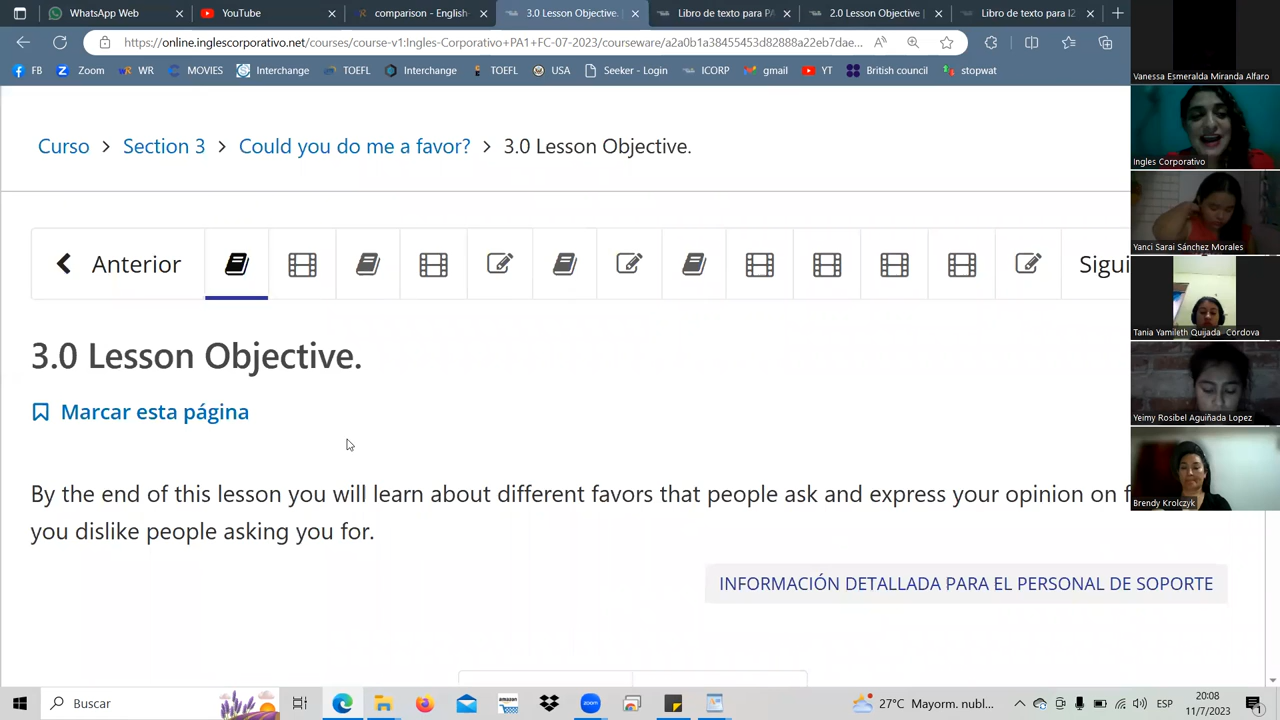 WhatsApp Web
YouTube
comparison - English-
3.0 Lesson Objective. |
Libro de texto para PA
2.0 Lesson Objective |
Libro de texto para I2
https://online.inglescorporativo.net/courses/course-v1:Ingles-Corporativo+PA1+FC-07-2023/courseware/a2a0b1a38455453d82888a22eb7dae...
FB
Zoom
WR
MOVIES
Interchange
TOEFL
Interchange
TOEFL
USA
Seeker - Login
ICORP
gmail
YT
British council
stopwat
Vanessa Esmeralda Miranda Alfaro
Ingles Corporativo
Yanci Sarai Sánchez Morales
Tania Yamileth Quijada Cordova
Yeimy Rosibel Aguiñada Lopez
Brendy Krolczyk
Curso > Section 3 > Could you do me a favor? > 3.0 Lesson Objective.
Anterior
Sigui
3.0 Lesson Objective.
Marcar esta página
By the end of this lesson you will learn about different favors that people ask and express your opinion on f
you dislike people asking you for.
INFORMACIÓN DETALLADA PARA EL PERSONAL DE SOPORTE
Buscar
27°C Mayorm. nubl...
ESP
20:08
11/7/2023
1